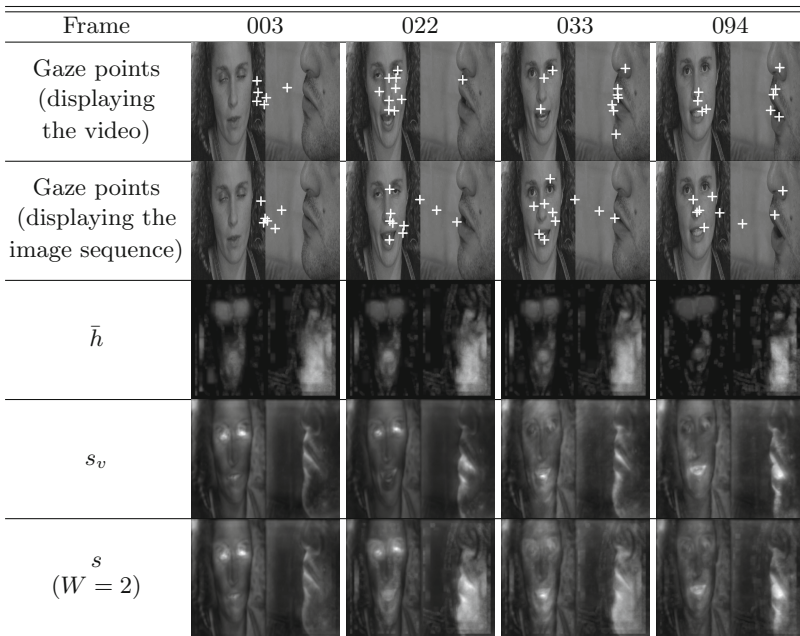 Frame 003 022 033 094
Gaze points
(displaying
the video)
Gaze points
(displaying the
image sequence)
h̄
s_v
s
(W = 2)